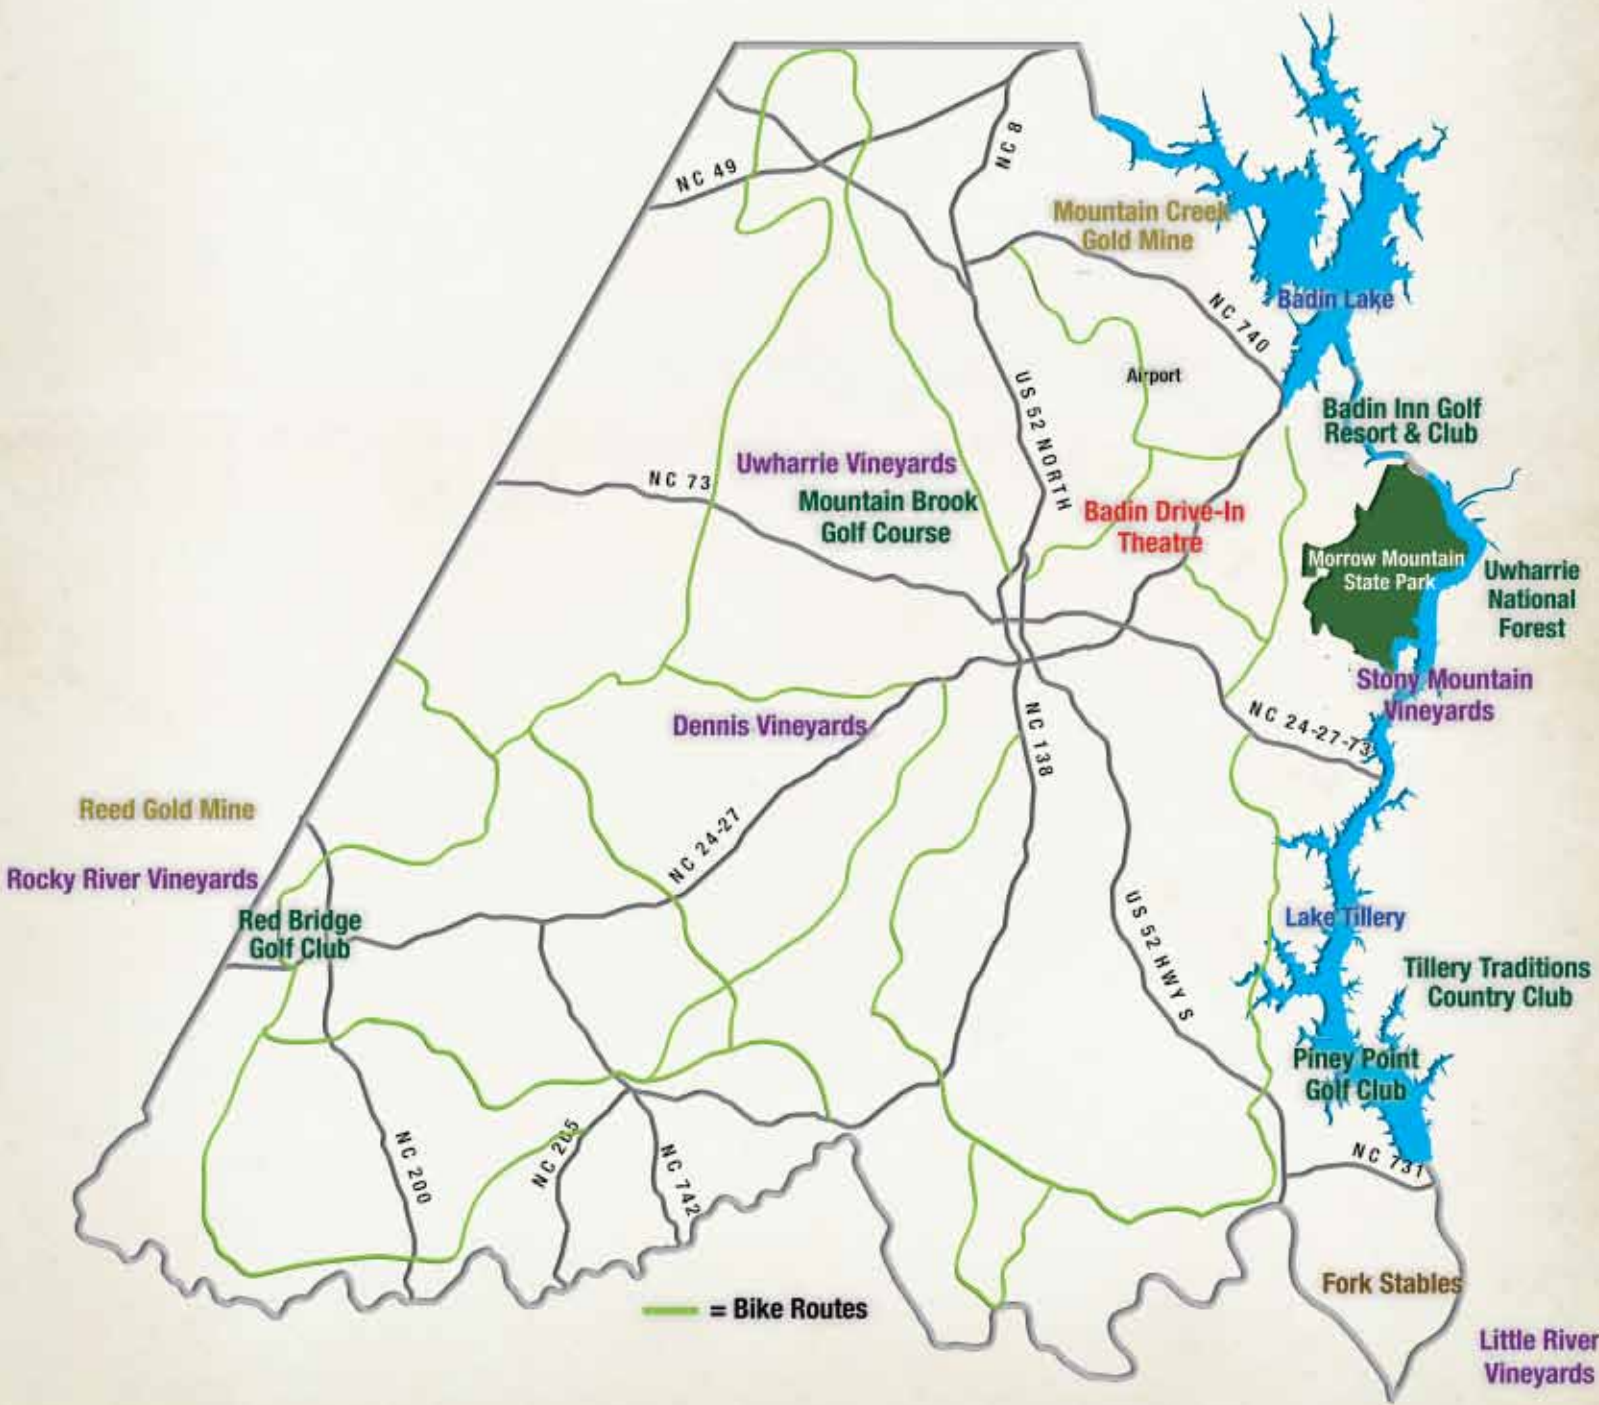 NC 8
NC 49
Mountain Creek
Gold Mine
Badin Lake
NC 740
Airport
US 52 NORTH
Badin Inn Golf
Resort & Club
Uwharrie Vineyards
NC 73
Mountain Brook
Golf Course
Badin Drive-In
Theatre
Morrow Mountain
State Park
Uwharrie
National
Forest
Stony Mountain
Vineyards
NC 24-27-73
Dennis Vineyards
NC 138
Reed Gold Mine
NC 24-27
Rocky River Vineyards
Red Bridge
Golf Club
US 52 HWY S
Lake Tillery
Tillery Traditions
Country Club
Piney Point
Golf Club
NC 200
NC 205
NC 742
NC 731
Fork Stables
= Bike Routes
Little River
Vineyards